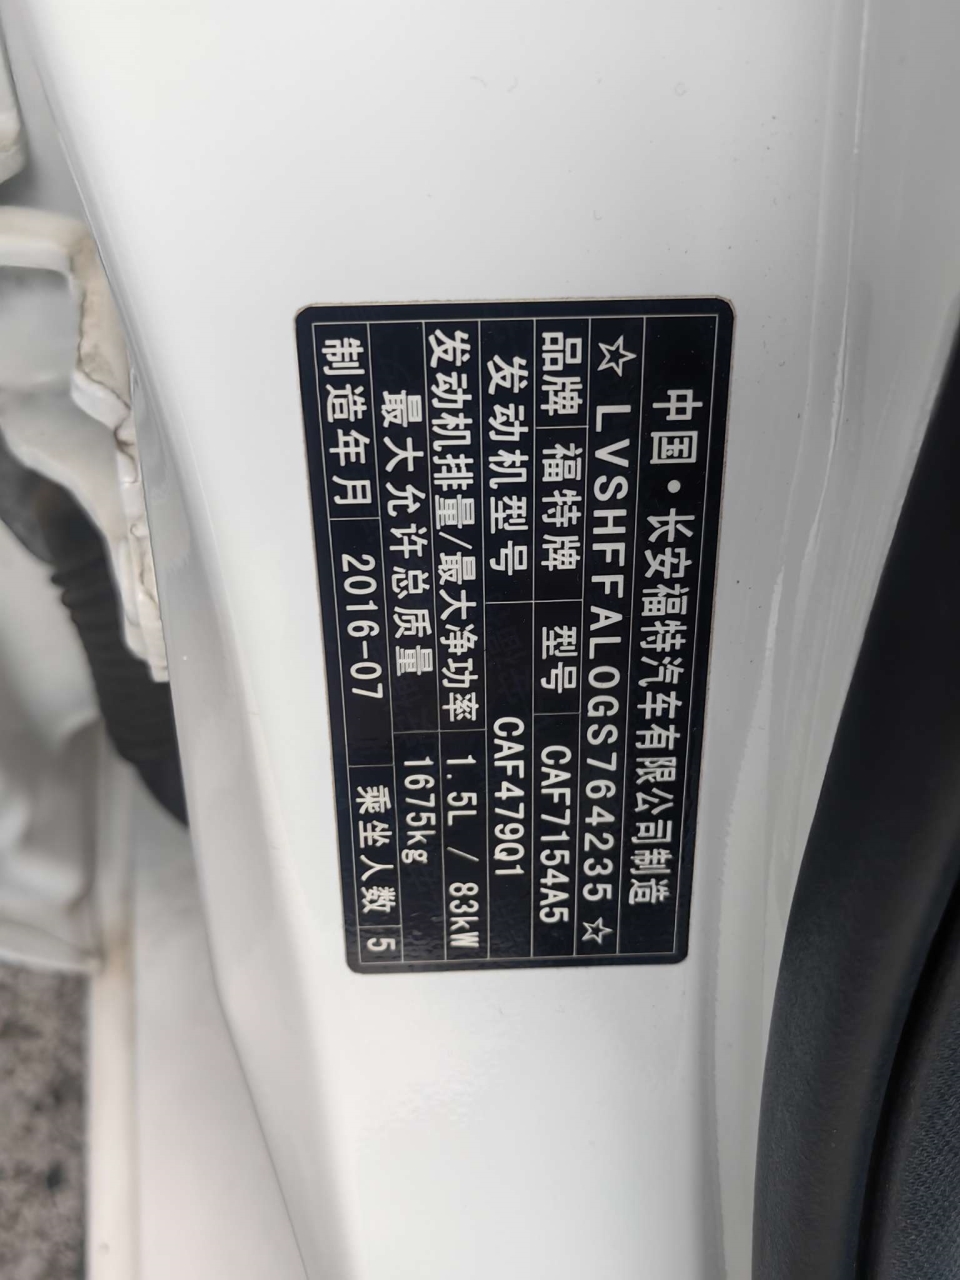 中国·长安福特汽车有限公司制造
☆LVSHFFAL0GS764235☆
品牌 福特牌 型号 CAF7154A5
发动机型号 CAF479Q1
发动机排量/最大净功率 1.5L / 83kW
最大允许总质量 1675kg
制造年月 2016-07 乘坐人数 5